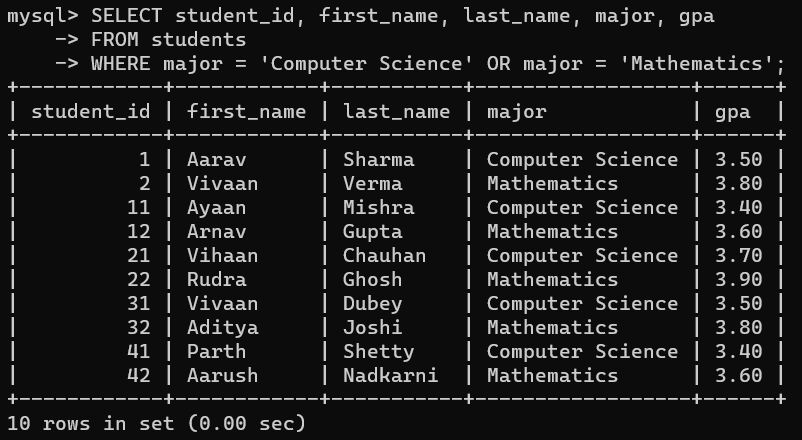 mysql> SELECT student_id, first_name, last_name, major, gpa
    -> FROM students
    -> WHERE major = 'Computer Science' OR major = 'Mathematics';
+------------+------------+-----------+------------------+------+
| student_id | first_name | last_name | major            | gpa  |
+------------+------------+-----------+------------------+------+
|          1 | Aarav      | Sharma    | Computer Science | 3.50 |
|          2 | Vivaan     | Verma     | Mathematics      | 3.80 |
|         11 | Ayaan      | Mishra    | Computer Science | 3.40 |
|         12 | Arnav      | Gupta     | Mathematics      | 3.60 |
|         21 | Vihaan     | Chauhan   | Computer Science | 3.70 |
|         22 | Rudra      | Ghosh     | Mathematics      | 3.90 |
|         31 | Vivaan     | Dubey     | Computer Science | 3.50 |
|         32 | Aditya     | Joshi     | Mathematics      | 3.80 |
|         41 | Parth      | Shetty    | Computer Science | 3.40 |
|         42 | Aarush     | Nadkarni  | Mathematics      | 3.60 |
+------------+------------+-----------+------------------+------+
10 rows in set (0.00 sec)